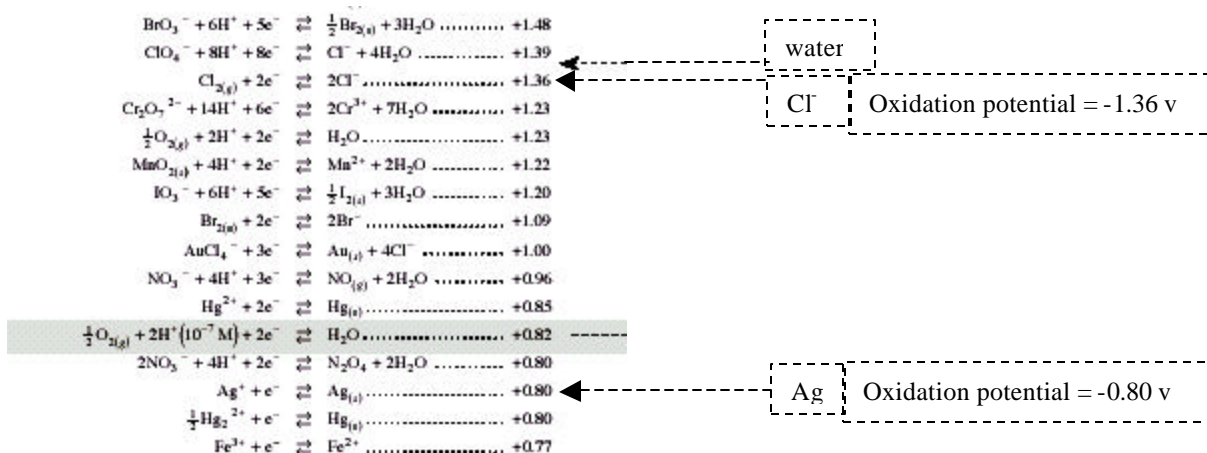 BrO₃⁻ + 6H⁺ + 5e⁻ ⇄ ½Br₂₍ₗ₎ + 3H₂O ........... +1.48
ClO₄⁻ + 8H⁺ + 8e⁻ ⇄ Cl⁻ + 4H₂O ............... +1.39
water
Cl₂₍g₎ + 2e⁻ ⇄ 2Cl⁻ ............................ +1.36
Cl⁻ Oxidation potential = -1.36 v
Cr₂O₇²⁻ + 14H⁺ + 6e⁻ ⇄ 2Cr³⁺ + 7H₂O ............ +1.23
½O₂₍g₎ + 2H⁺ + 2e⁻ ⇄ H₂O ............................ +1.23
MnO₂₍s₎ + 4H⁺ + 2e⁻ ⇄ Mn²⁺ + 2H₂O ............ +1.22
IO₃⁻ + 6H⁺ + 5e⁻ ⇄ ½I₂₍s₎ + 3H₂O ............ +1.20
Br₂₍ₗ₎ + 2e⁻ ⇄ 2Br⁻ ............................ +1.09
AuCl₄⁻ + 3e⁻ ⇄ Au₍s₎ + 4Cl⁻ ............ +1.00
NO₃⁻ + 4H⁺ + 3e⁻ ⇄ NO₍g₎ + 2H₂O ............ +0.96
Hg²⁺ + 2e⁻ ⇄ Hg₍ₗ₎ ............................ +0.85
½O₂₍g₎ + 2H⁺(10⁻⁷ M) + 2e⁻ ⇄ H₂O ............................ +0.82
2NO₃⁻ + 4H⁺ + 2e⁻ ⇄ N₂O₄ + 2H₂O ............ +0.80
Ag⁺ + e⁻ ⇄ Ag₍s₎ ............................ +0.80
Ag Oxidation potential = -0.80 v
½Hg₂²⁺ + e⁻ ⇄ Hg₍ₗ₎ ............................ +0.80
Fe³⁺ + e⁻ ⇄ Fe²⁺ ............................ +0.77